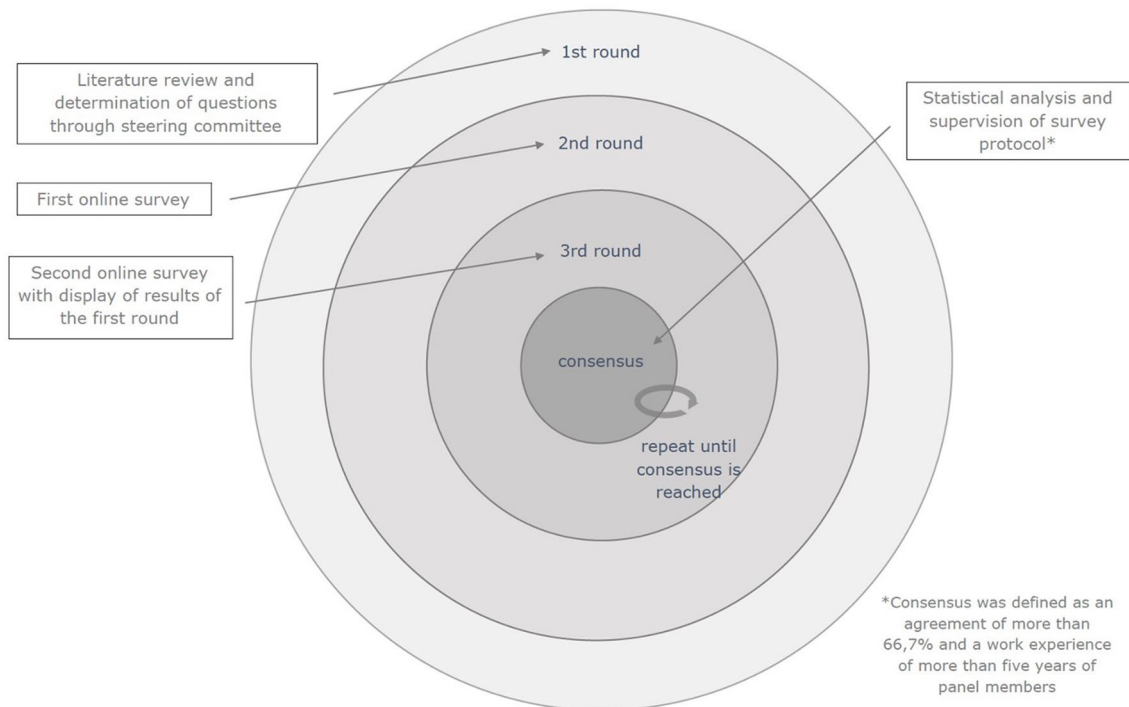 1st round
Literature review and
determination of questions
through steering committee
Statistical analysis and
supervision of survey
protocol*
2nd round
First online survey
3rd round
Second online survey
with display of results of
the first round
consensus
repeat until
consensus is
reached
*Consensus was defined as an
agreement of more than
66,7% and a work experience
of more than five years of
panel members